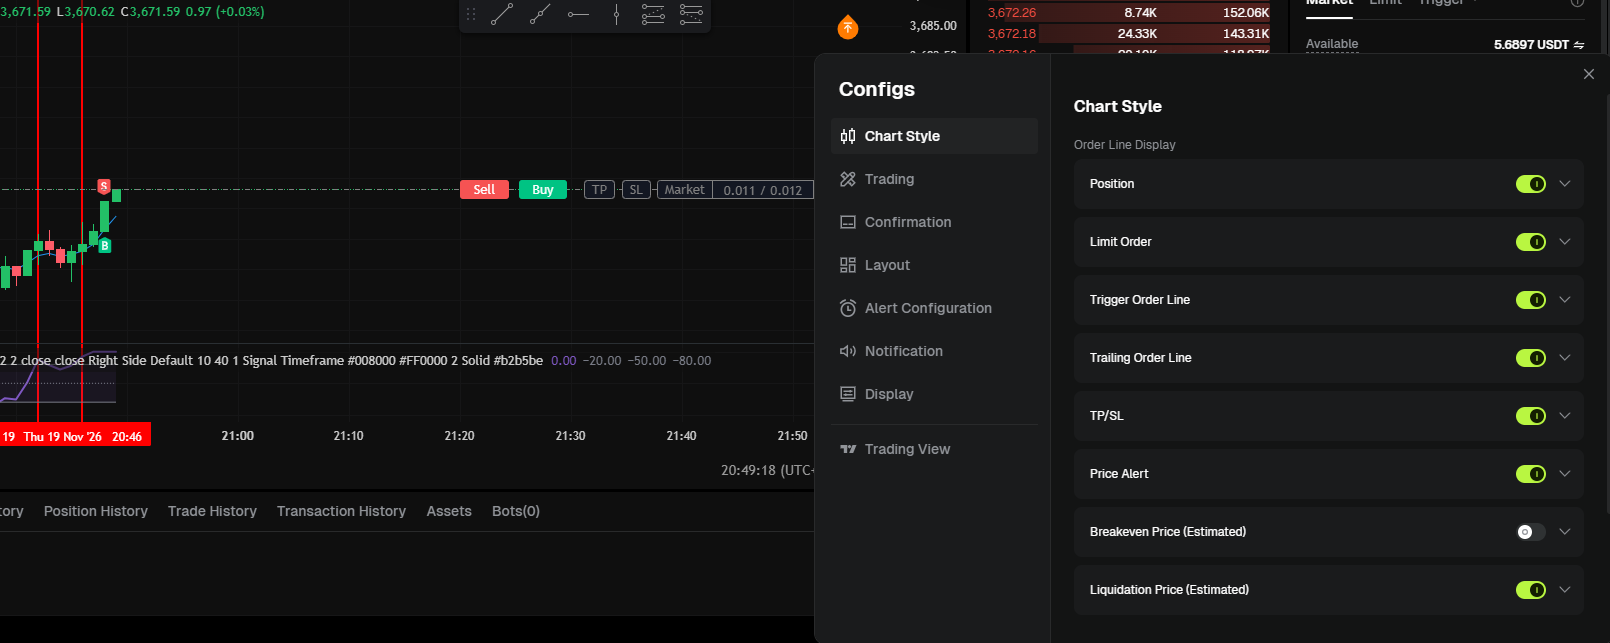 3,671.59 L3,670.62 C3,671.59 0.97 (+0.03%)
S
B
Sell Buy TP SL Market 0.011 / 0.012
2 2 close close Right Side Default 10 40 1 Signal Timeframe #008000 #FF0000 2 Solid #b2b5be 0.00 −20.00 −50.00 −80.00
19 Thu 19 Nov '26 20:46 21:00 21:10 21:20 21:30 21:40 21:50
20:49:18 (UTC+
Position History Trade History Transaction History Assets Bots(0)
3,685.00
3,672.26 8.74K 152.06K
3,672.18 24.33K 143.31K
Market Limit Trigger
Available 5.6897 USDT
Configs
Chart Style
Trading
Confirmation
Layout
Alert Configuration
Notification
Display
Trading View
Chart Style
Order Line Display
Position
Limit Order
Trigger Order Line
Trailing Order Line
TP/SL
Price Alert
Breakeven Price (Estimated)
Liquidation Price (Estimated)